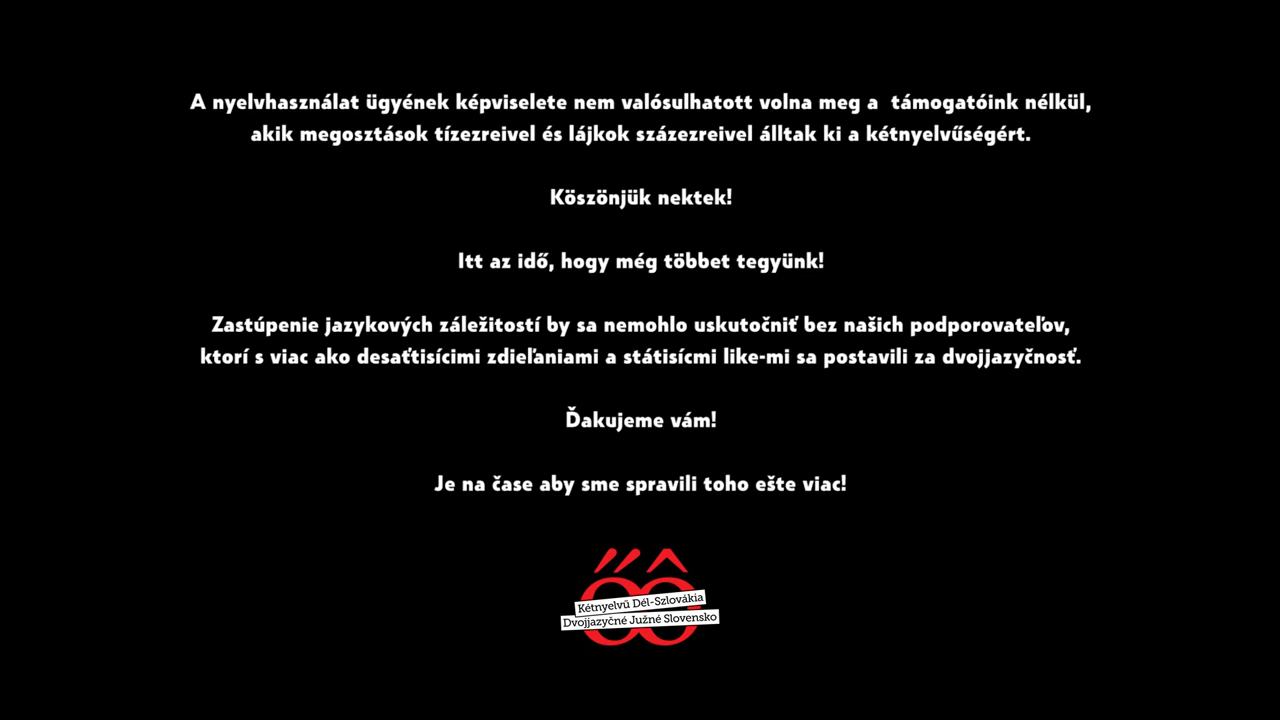 A nyelvhasználat ügyének képviselete nem valósulhatott volna meg a támogatóink nélkül,
akik megosztások tízezreivel és lájkok százezreivel álltak ki a kétnyelvűségért.
Köszönjük nektek!
Itt az idő, hogy még többet tegyünk!
Zastúpenie jazykových záležitostí by sa nemohlo uskutočniť bez našich podporovateľov,
ktorí s viac ako desaťtisícimi zdieľaniami a státisícmi like-mi sa postavili za dvojjazyčnosť.
Ďakujeme vám!
Je na čase aby sme spravili toho ešte viac!
őô
Kétnyelvű Dél-Szlovákia
Dvojjazyčné Južné Slovensko